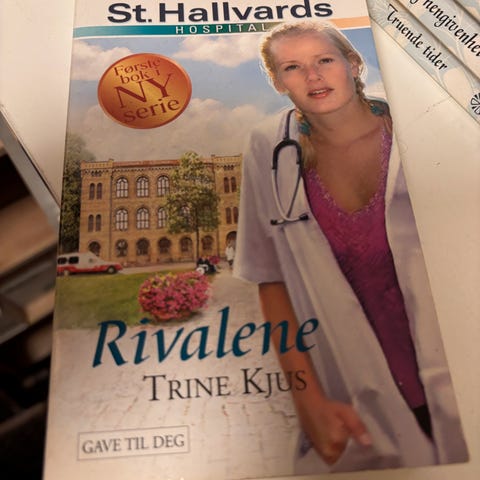 St. Hallvards
HOSPITAL
Første
bok i
NY
serie
Rivalene
TRINE KJUS
GAVE TIL DEG
Truende tider